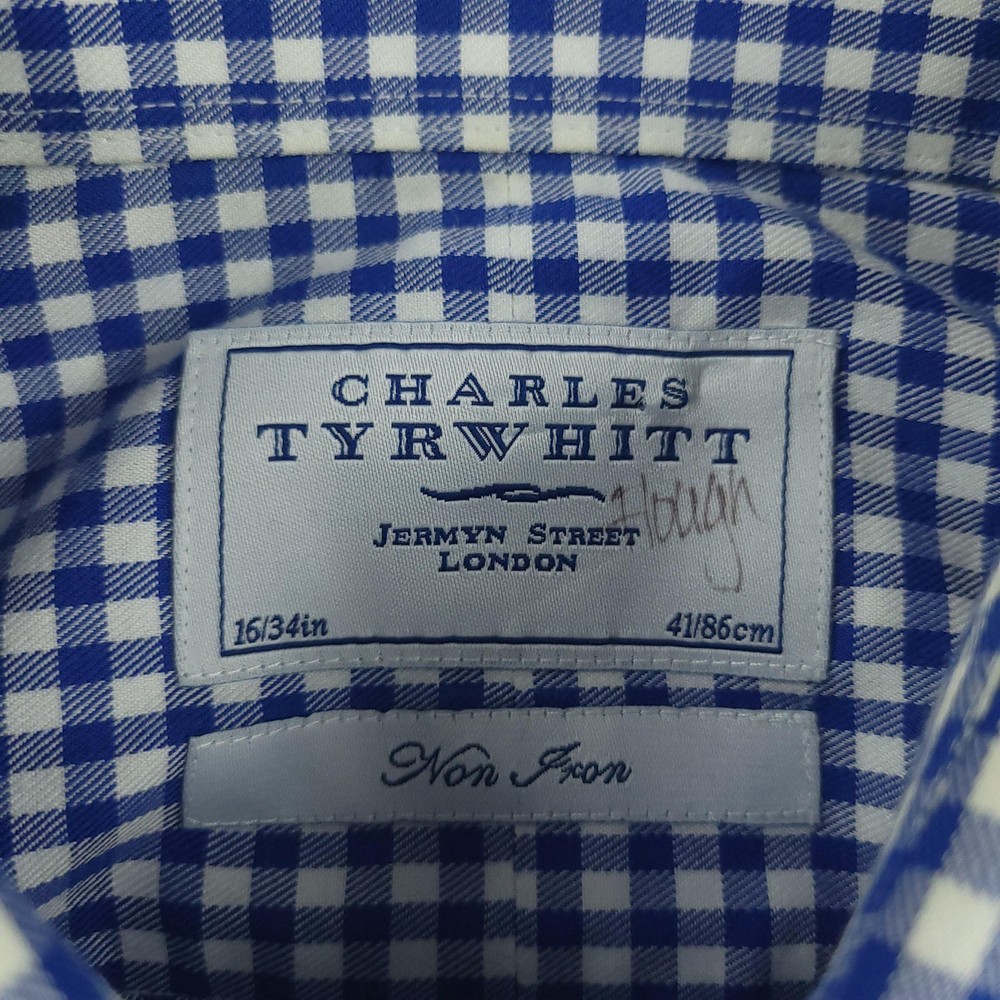 CHARLES
TYRWHITT
JERMYN STREET
LONDON
Hough
16/34in 41/86cm
Non Iron